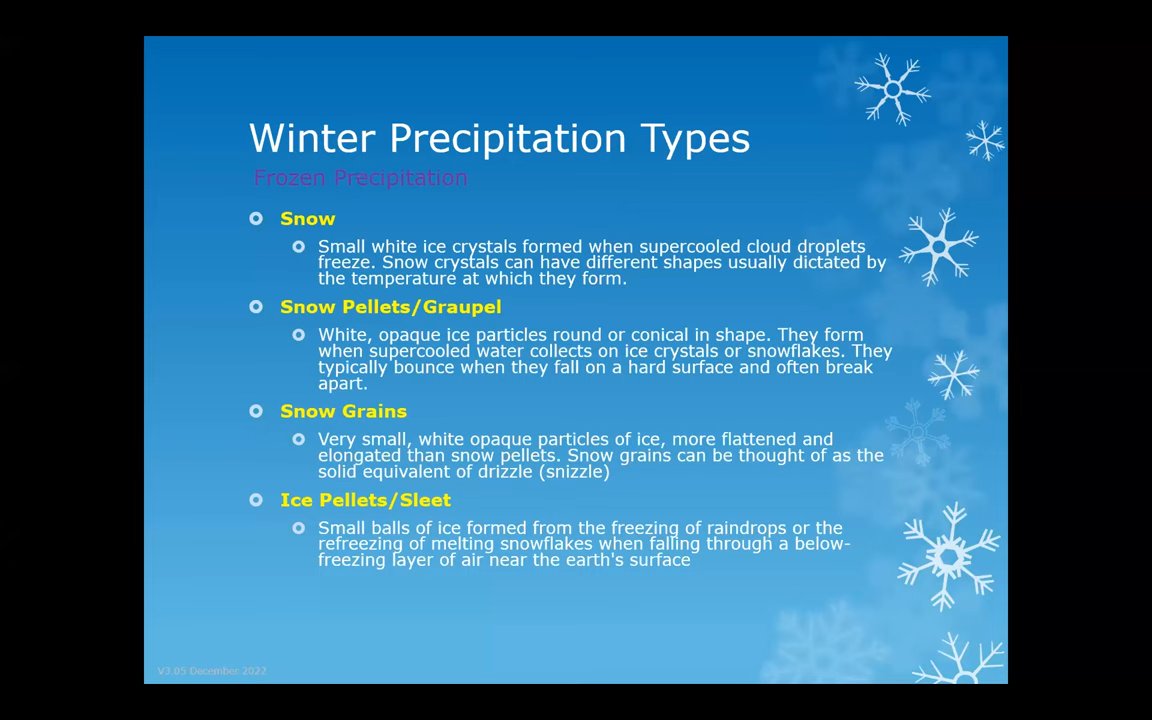 Winter Precipitation Types
Frozen Precipitation
Snow
Small white ice crystals formed when supercooled cloud droplets
freeze. Snow crystals can have different shapes usually dictated by
the temperature at which they form.
Snow Pellets/Graupel
White, opaque ice particles round or conical in shape. They form
when supercooled water collects on ice crystals or snowflakes. They
typically bounce when they fall on a hard surface and often break
apart.
Snow Grains
Very small, white opaque particles of ice, more flattened and
elongated than snow pellets. Snow grains can be thought of as the
solid equivalent of drizzle (snizzle)
Ice Pellets/Sleet
Small balls of ice formed from the freezing of raindrops or the
refreezing of melting snowflakes when falling through a below-
freezing layer of air near the earth's surface
V3.05 December 2022